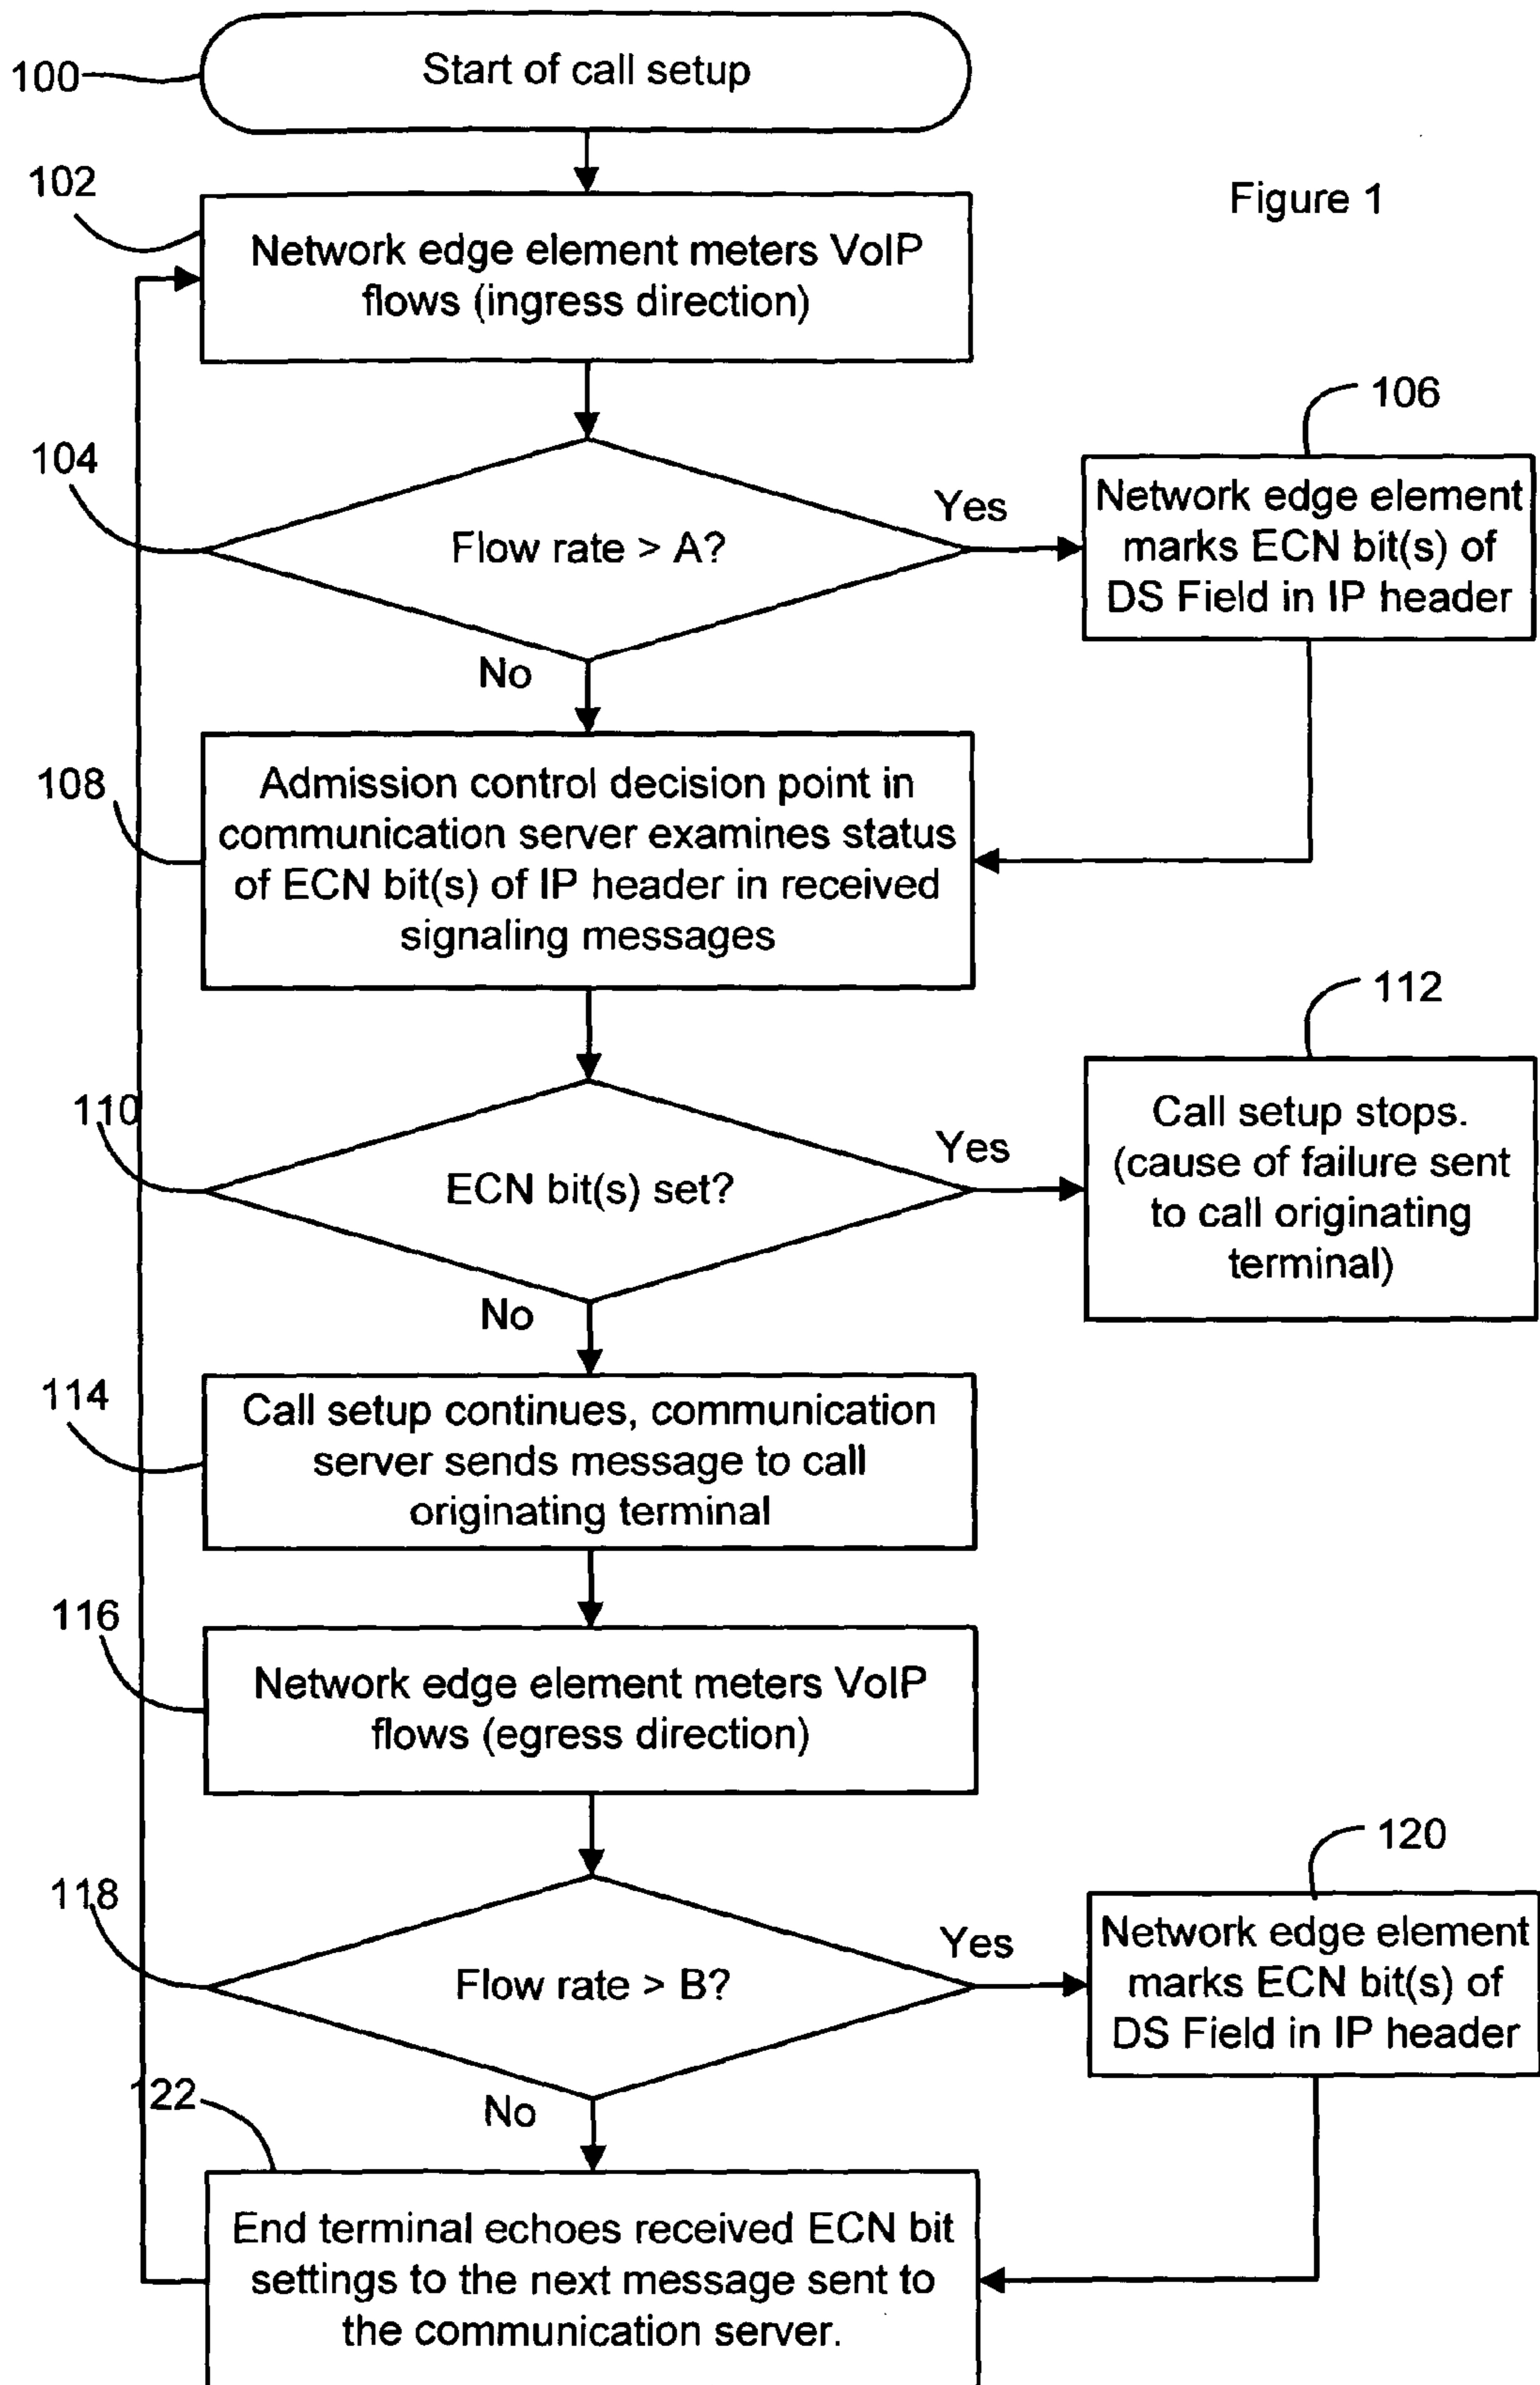 100
Start of call setup
102
Figure 1
Network edge element meters VoIP
flows (ingress direction)
106
104
Flow rate > A?
Yes
Network edge element
marks ECN bit(s) of
DS Field in IP header
No
108
Admission control decision point in
communication server examines status
of ECN bit(s) of IP header in received
signaling messages
112
110
ECN bit(s) set?
Yes
Call setup stops.
(cause of failure sent
to call originating
terminal)
No
114
Call setup continues, communication
server sends message to call
originating terminal
116
Network edge element meters VoIP
flows (egress direction)
120
118
Flow rate > B?
Yes
Network edge element
marks ECN bit(s) of
DS Field in IP header
No
122
End terminal echoes received ECN bit
settings to the next message sent to
the communication server.